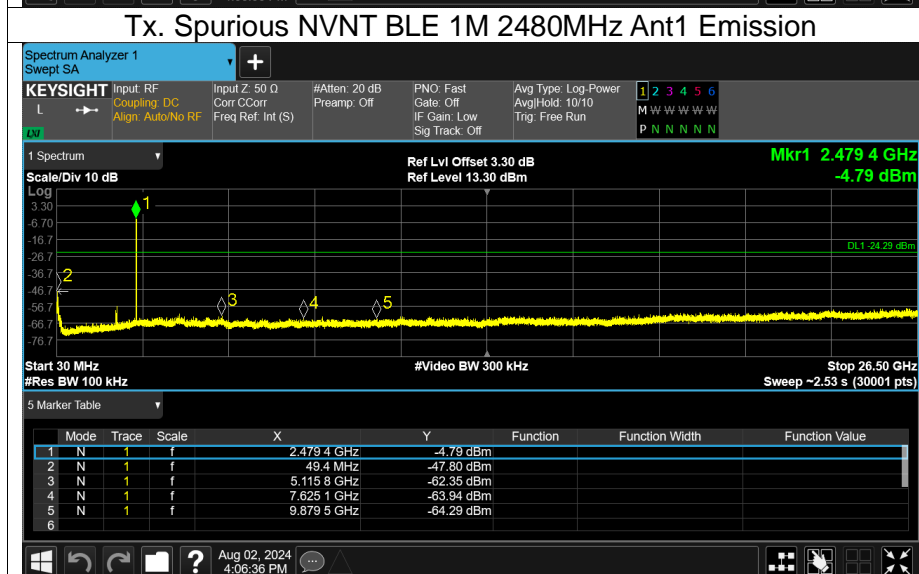 Tx. Spurious NVNT BLE 1M 2480MHz Ant1 Emission
Spectrum Analyzer 1
Swept SA
+
KEYSIGHT Input: RF Input Z: 50 Ω #Atten: 20 dB PNO: Fast Avg Type: Log-Power 1 2 3 4 5 6
L Coupling: DC Corr CCorr Preamp: Off Gate: Off Avg|Hold: 10/10 M W W W W W
Align: Auto/No RF Freq Ref: Int (S) IF Gain: Low Trig: Free Run
LXI Sig Track: Off P N N N N N
1 Spectrum Ref Lvl Offset 3.30 dB Mkr1 2.479 4 GHz
Scale/Div 10 dB Ref Level 13.30 dBm -4.79 dBm
Log
3.30 1
-6.70
-16.7
DL1 -24.29 dBm
-26.7
-36.7 2
-46.7
-56.7 3 4 5
-66.7
-76.7
Start 30 MHz #Video BW 300 kHz Stop 26.50 GHz
#Res BW 100 kHz Sweep ~2.53 s (30001 pts)
5 Marker Table
Mode Trace Scale X Y Function Function Width Function Value
1 N 1 f 2.479 4 GHz -4.79 dBm
2 N 1 f 49.4 MHz -47.80 dBm
3 N 1 f 5.115 8 GHz -62.35 dBm
4 N 1 f 7.625 1 GHz -63.94 dBm
5 N 1 f 9.879 5 GHz -64.29 dBm
6
? Aug 02, 2024
4:06:36 PM